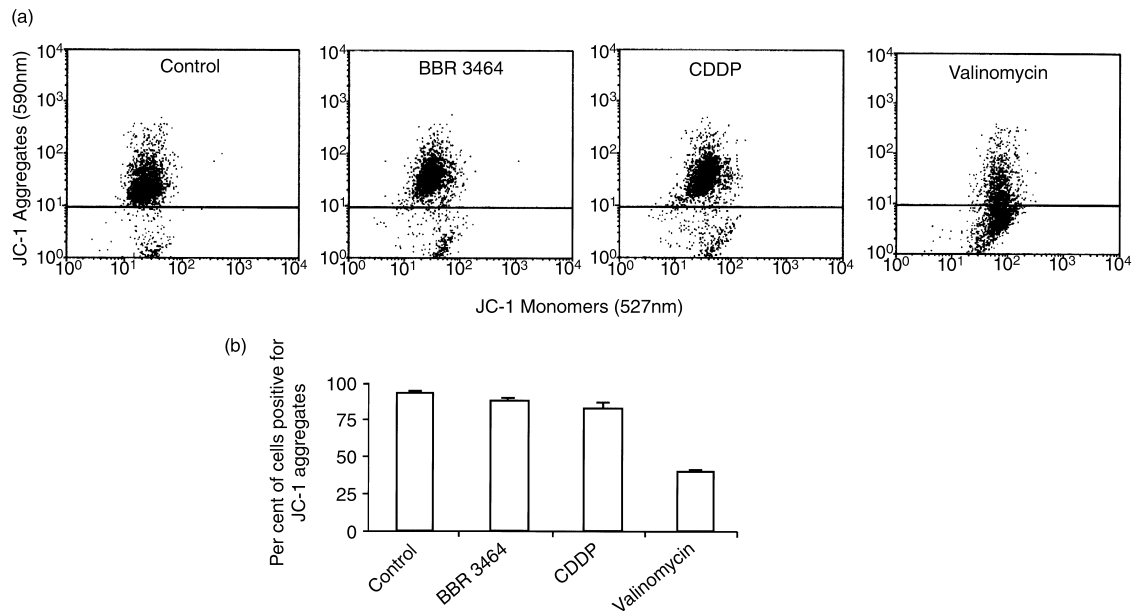 (a)
JC-1 Aggregates (590nm)
10⁴
10³
10²
10¹
10⁰
Control
10⁰ 10¹ 10² 10³ 10⁴
10⁴
10³
10²
10¹
10⁰
BBR 3464
10⁰ 10¹ 10² 10³ 10⁴
10⁴
10³
10²
10¹
10⁰
CDDP
10⁰ 10¹ 10² 10³ 10⁴
10⁴
10³
10²
10¹
10⁰
Valinomycin
10⁰ 10¹ 10² 10³ 10⁴
JC-1 Monomers (527nm)
(b)
Per cent of cells positive for
JC-1 aggregates
100
75
50
25
0
Control
BBR 3464
CDDP
Valinomycin